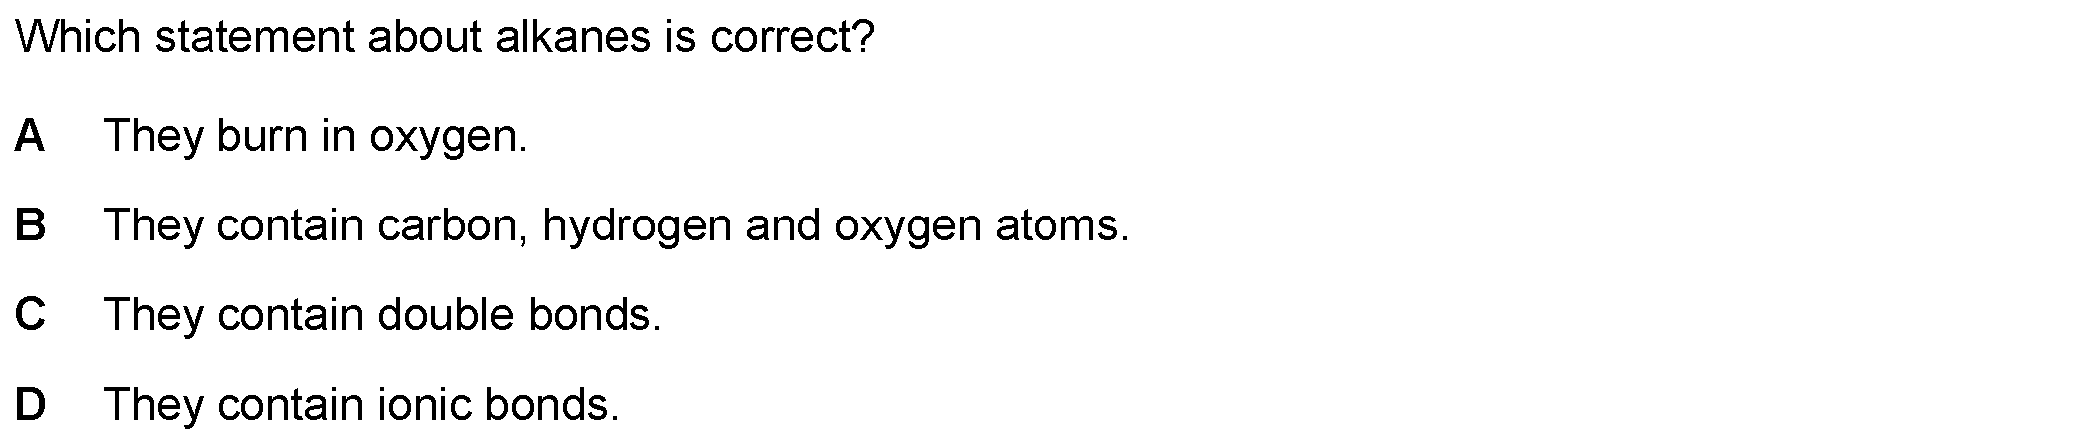 Which statement about alkanes is correct?
A They burn in oxygen.
B They contain carbon, hydrogen and oxygen atoms.
C They contain double bonds.
D They contain ionic bonds.